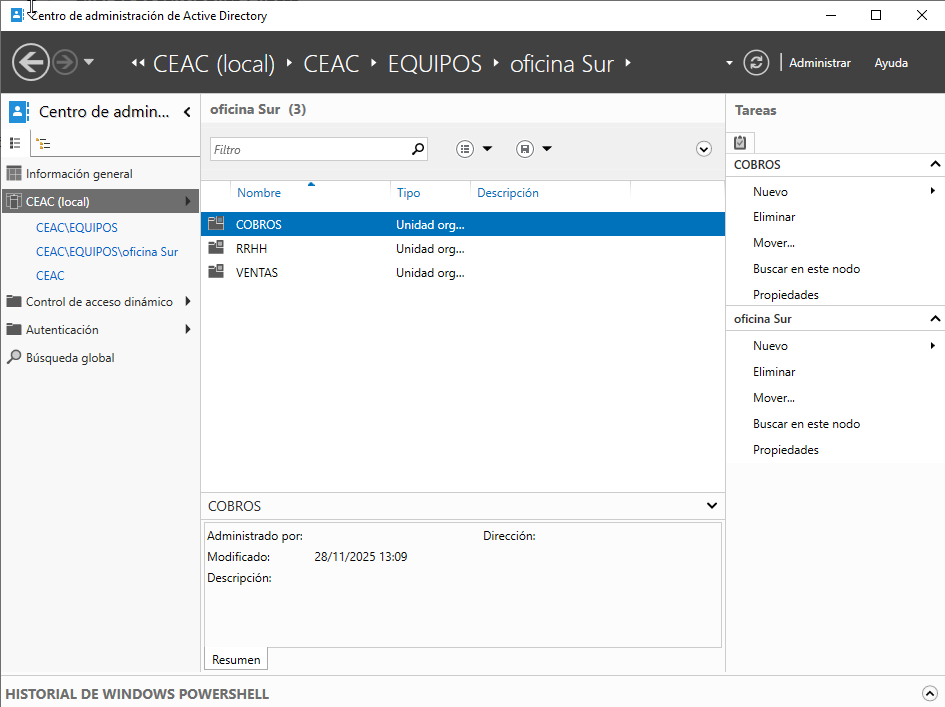 Centro de administración de Active Directory
CEAC (local) CEAC EQUIPOS oficina Sur
Administrar Ayuda
Centro de admin...
Información general
CEAC (local)
CEAC\EQUIPOS
CEAC\EQUIPOS\oficina Sur
CEAC
Control de acceso dinámico
Autenticación
Búsqueda global
oficina Sur (3)
Filtro
Nombre Tipo Descripción
COBROS Unidad org...
RRHH Unidad org...
VENTAS Unidad org...
COBROS
Administrado por: Dirección:
Modificado: 28/11/2025 13:09
Descripción:
Resumen
Tareas
COBROS
Nuevo
Eliminar
Mover...
Buscar en este nodo
Propiedades
oficina Sur
Nuevo
Eliminar
Mover...
Buscar en este nodo
Propiedades
HISTORIAL DE WINDOWS POWERSHELL